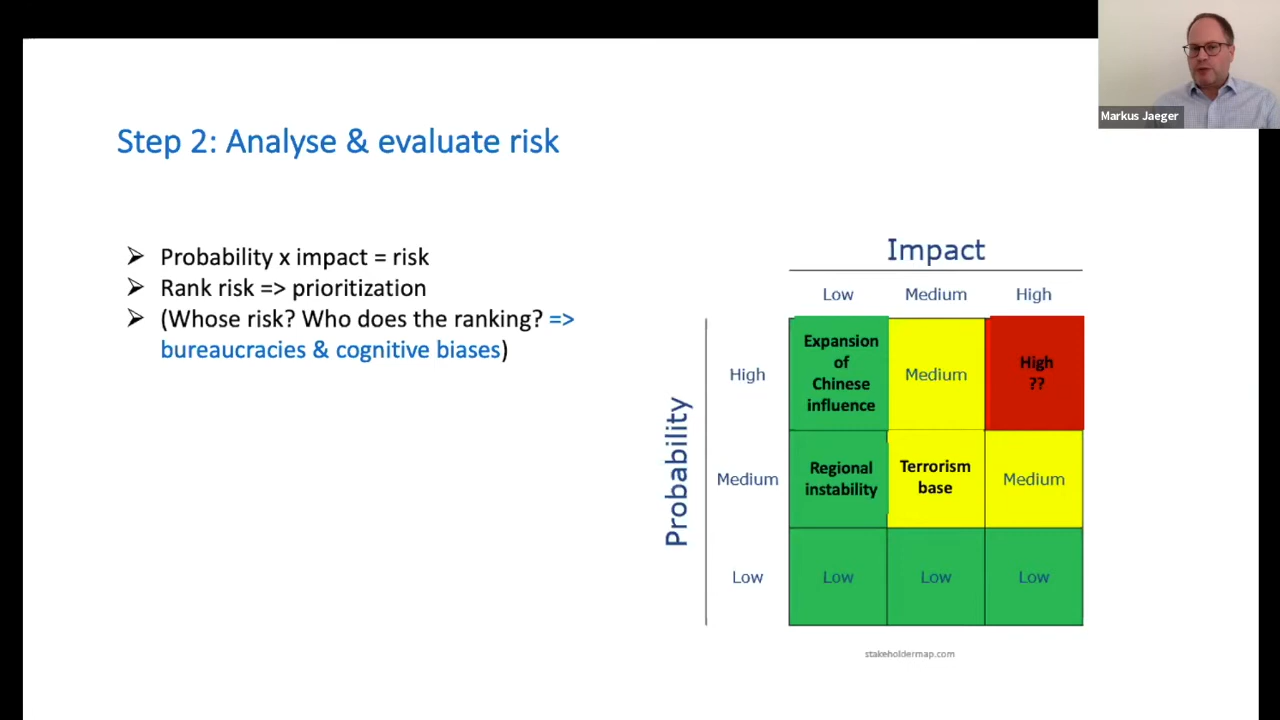 Markus Jaeger
Step 2: Analyse & evaluate risk
➢ Probability x impact = risk
➢ Rank risk => prioritization
➢ (Whose risk? Who does the ranking? =>
bureaucracies & cognitive biases)
Impact
Low Medium High
Probability
High
Expansion
of
Chinese
influence
Medium
High
??
Medium
Regional
instability
Terrorism
base
Medium
Low Low Low Low
stakeholdermap.com